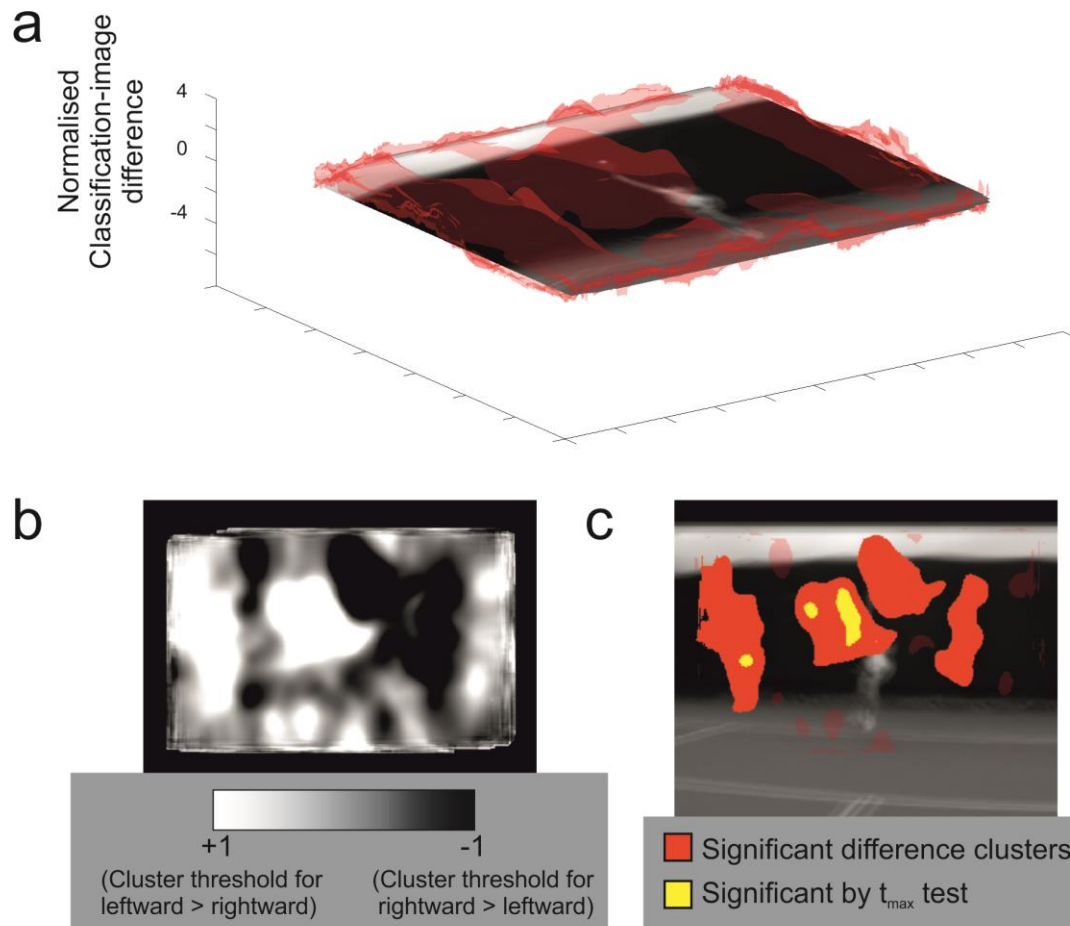 a
Normalised
Classification-image
difference
4
0
-4
b
+1
-1
(Cluster threshold for
leftward > rightward)
(Cluster threshold for
rightward > leftward)
c
Significant difference clusters
Significant by tmax test